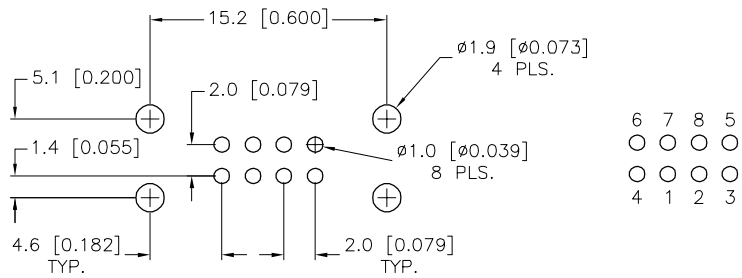 15.2 [0.600]
ø1.9 [ø0.073]
4 PLS.
5.1 [0.200]
2.0 [0.079]
6 7 8 5
1.4 [0.055]
ø1.0 [ø0.039]
8 PLS.
4 1 2 3
4.6 [0.182]
TYP.
2.0 [0.079]
TYP.